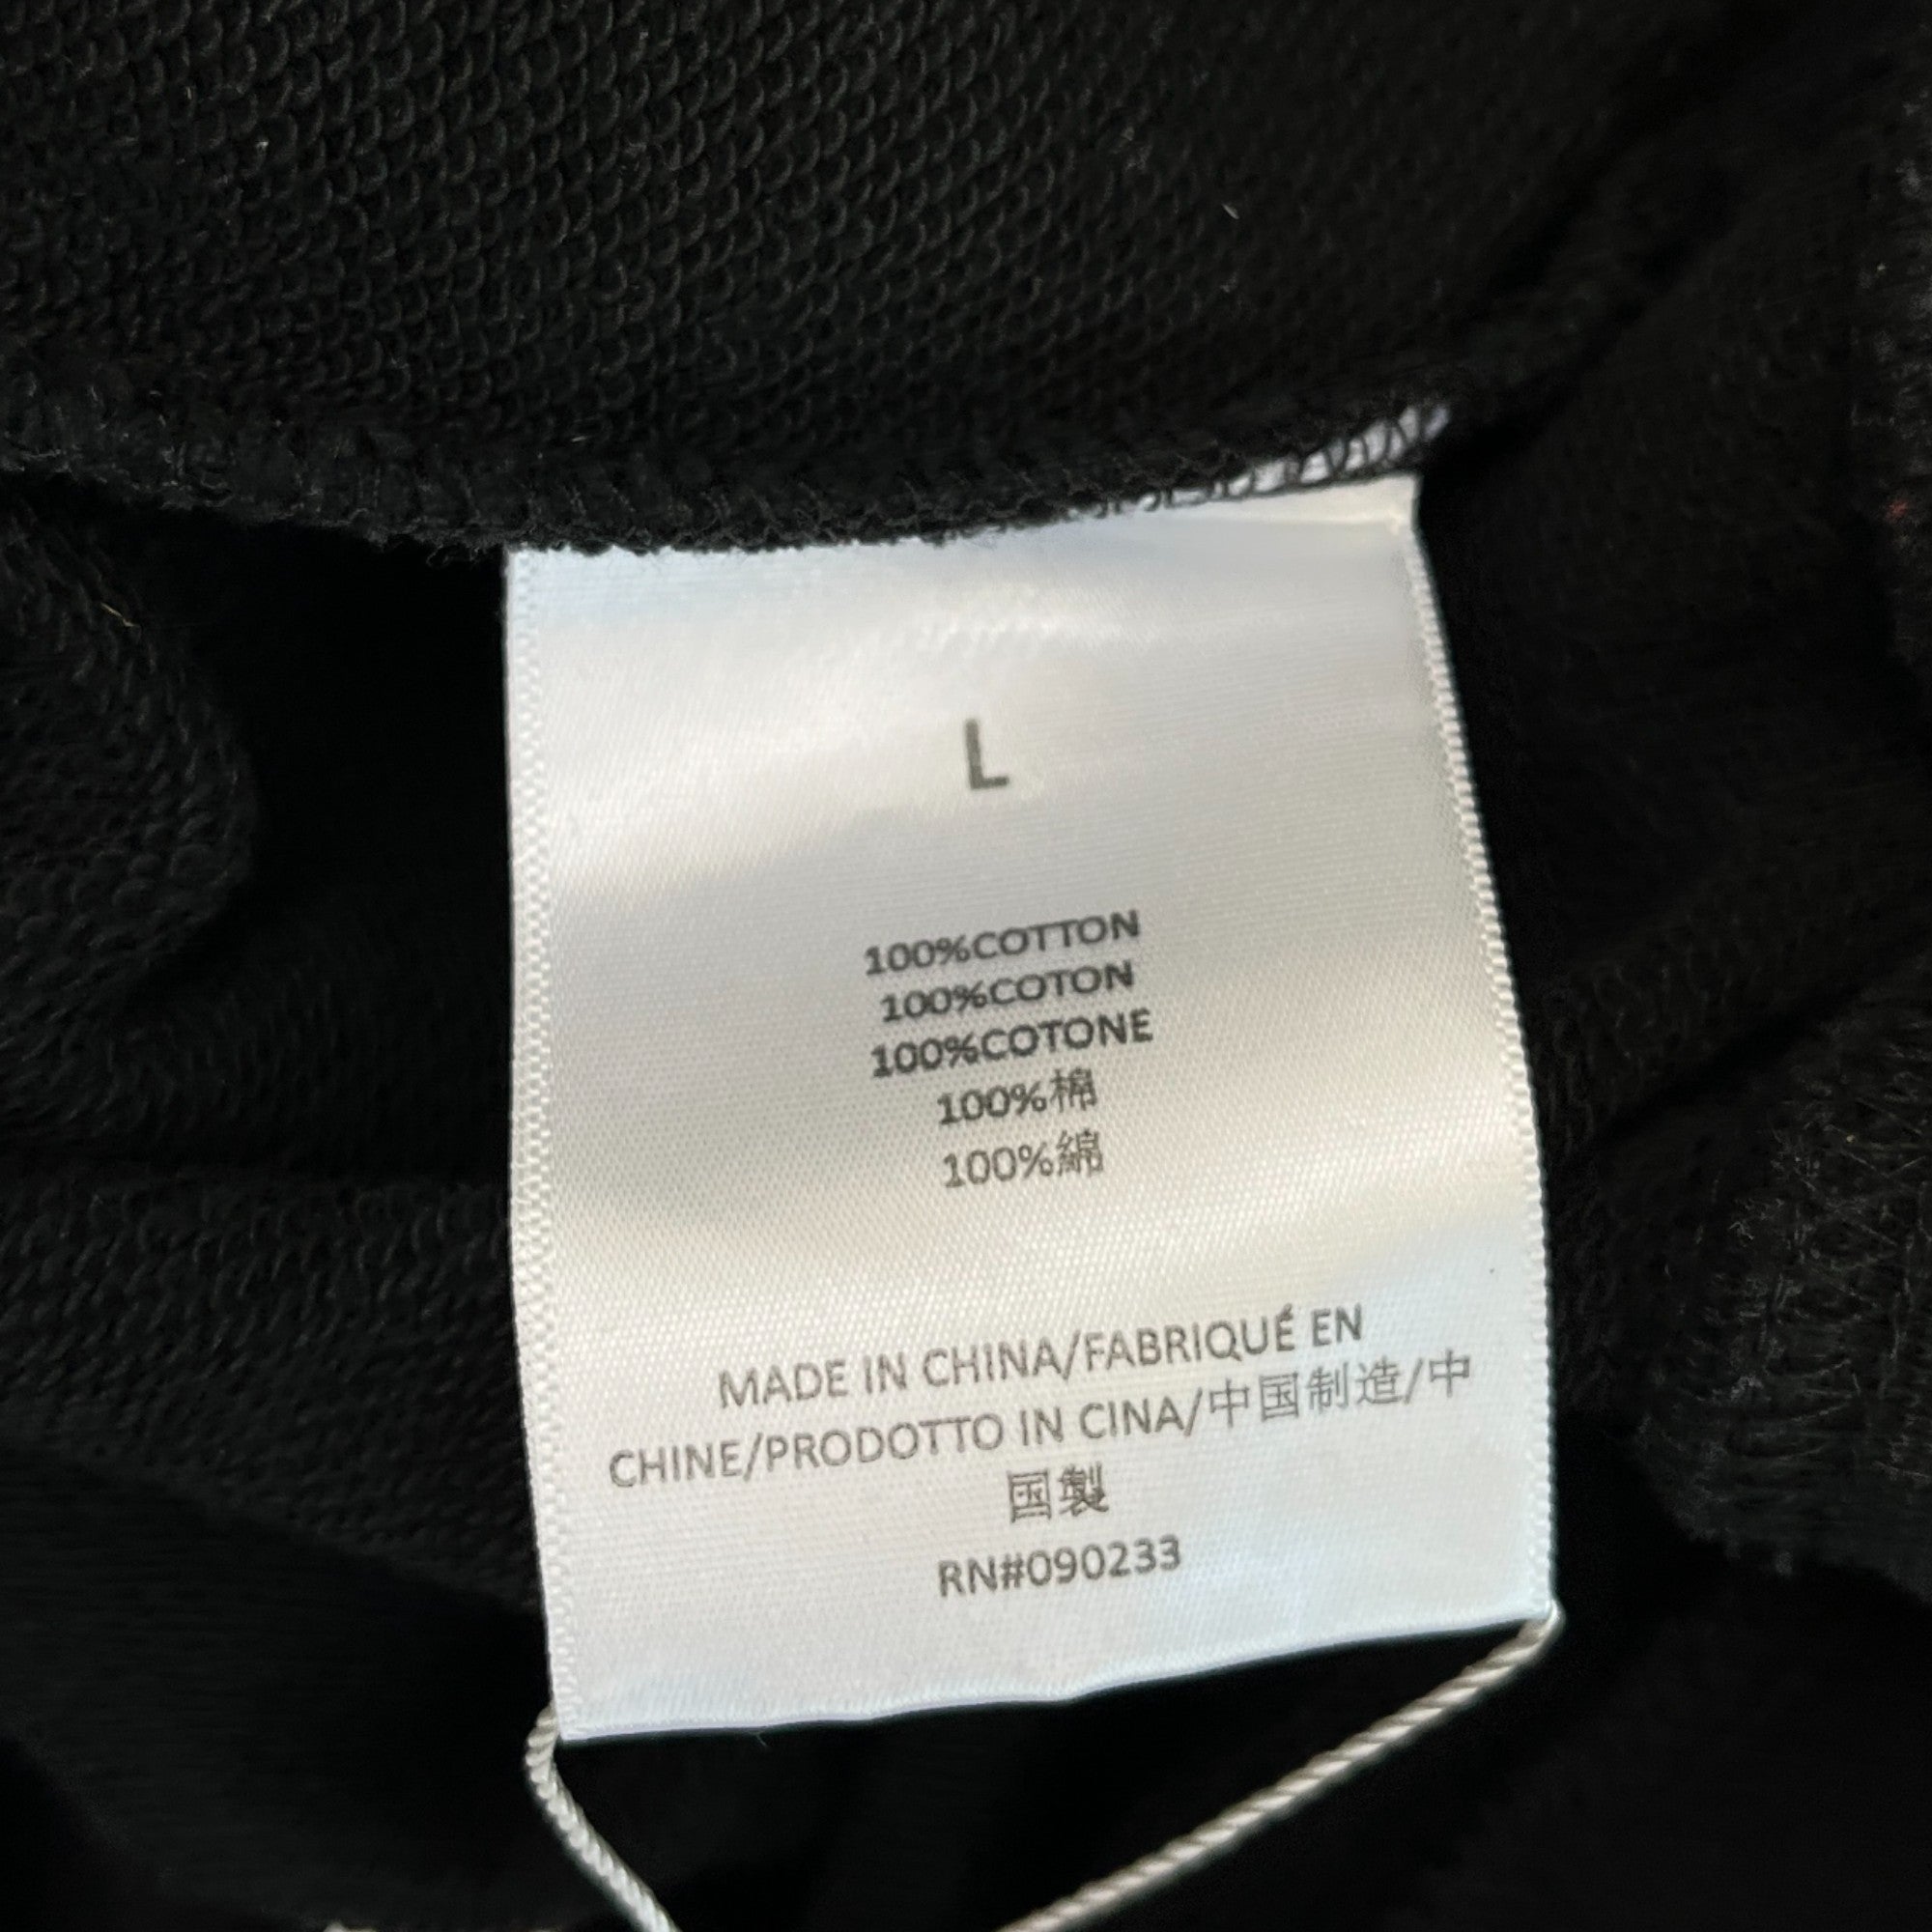 L
100%COTTON
100%COTON
100%COTONE
100%棉
100%綿
MADE IN CHINA/FABRIQUÉ EN
CHINE/PRODOTTO IN CINA/中国制造/中
国製
RN#090233